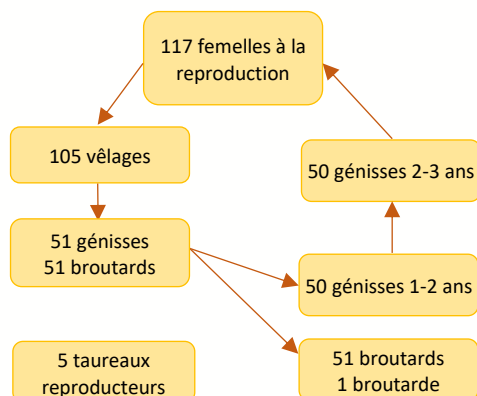 117 femelles à la
reproduction
105 vêlages
50 génisses 2-3 ans
51 génisses
51 broutards
50 génisses 1-2 ans
5 taureaux
reproducteurs
51 broutards
1 broutarde